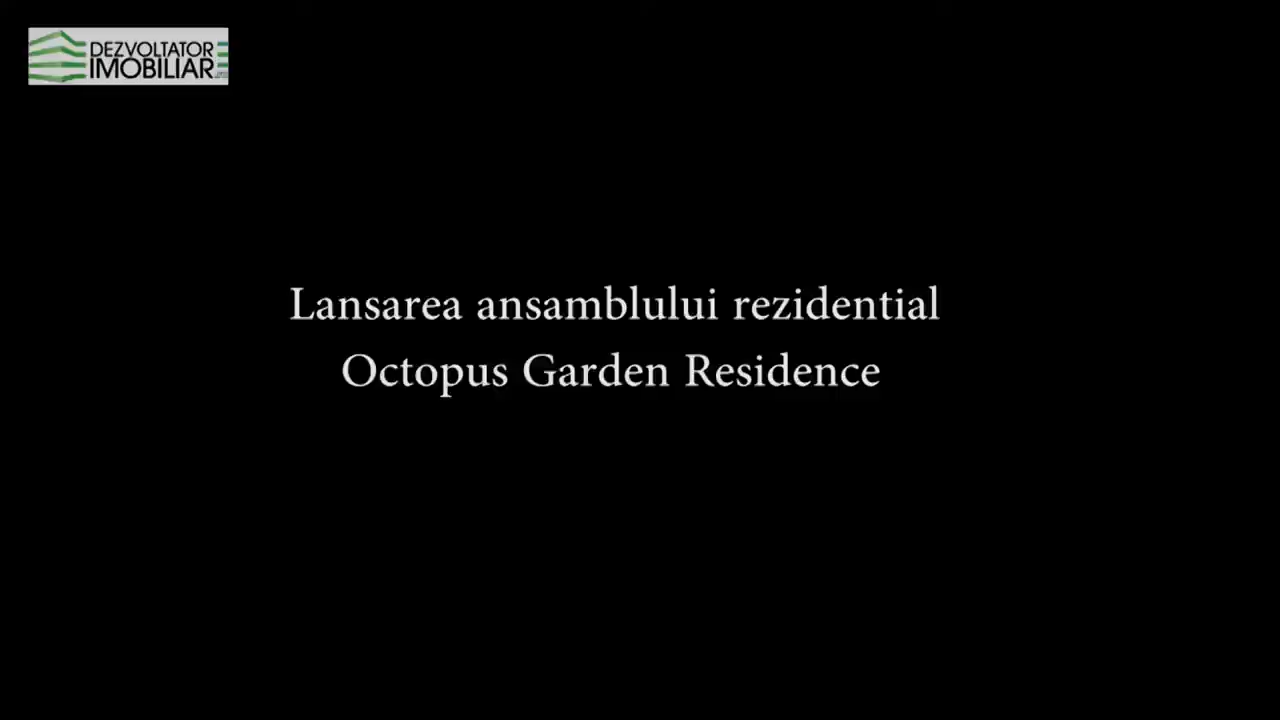 DEZVOLTATOR
IMOBILIAR
Lansarea ansamblului rezidential
Octopus Garden Residence